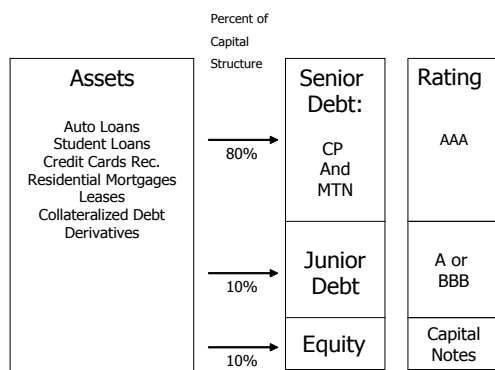 Percent of
Capital
Structure
Assets
Auto Loans
Student Loans
Credit Cards Rec.
Residential Mortgages
Leases
Collateralized Debt
Derivatives
80%
10%
10%
Senior
Debt:
CP
And
MTN
Junior
Debt
Equity
Rating
AAA
A or
BBB
Capital
Notes